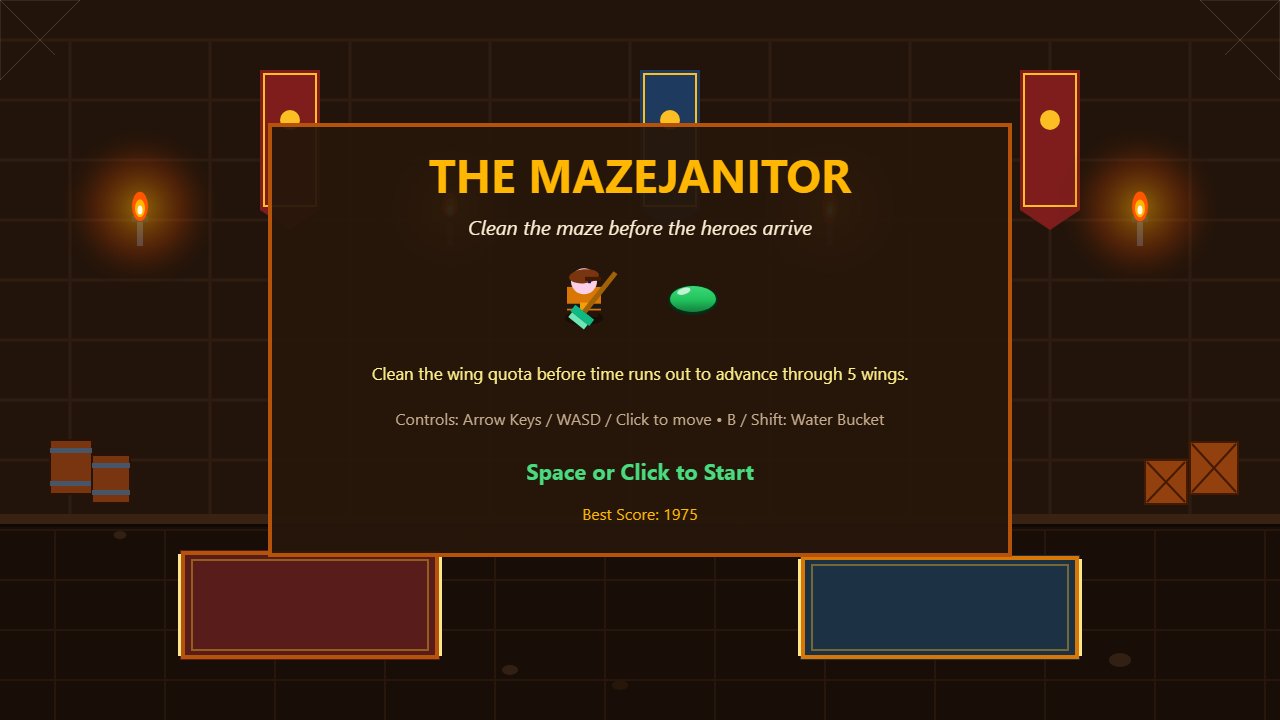 THE MAZEJANITOR
Clean the maze before the heroes arrive
Clean the wing quota before time runs out to advance through 5 wings.
Controls: Arrow Keys / WASD / Click to move • B / Shift: Water Bucket
Space or Click to Start
Best Score: 1975